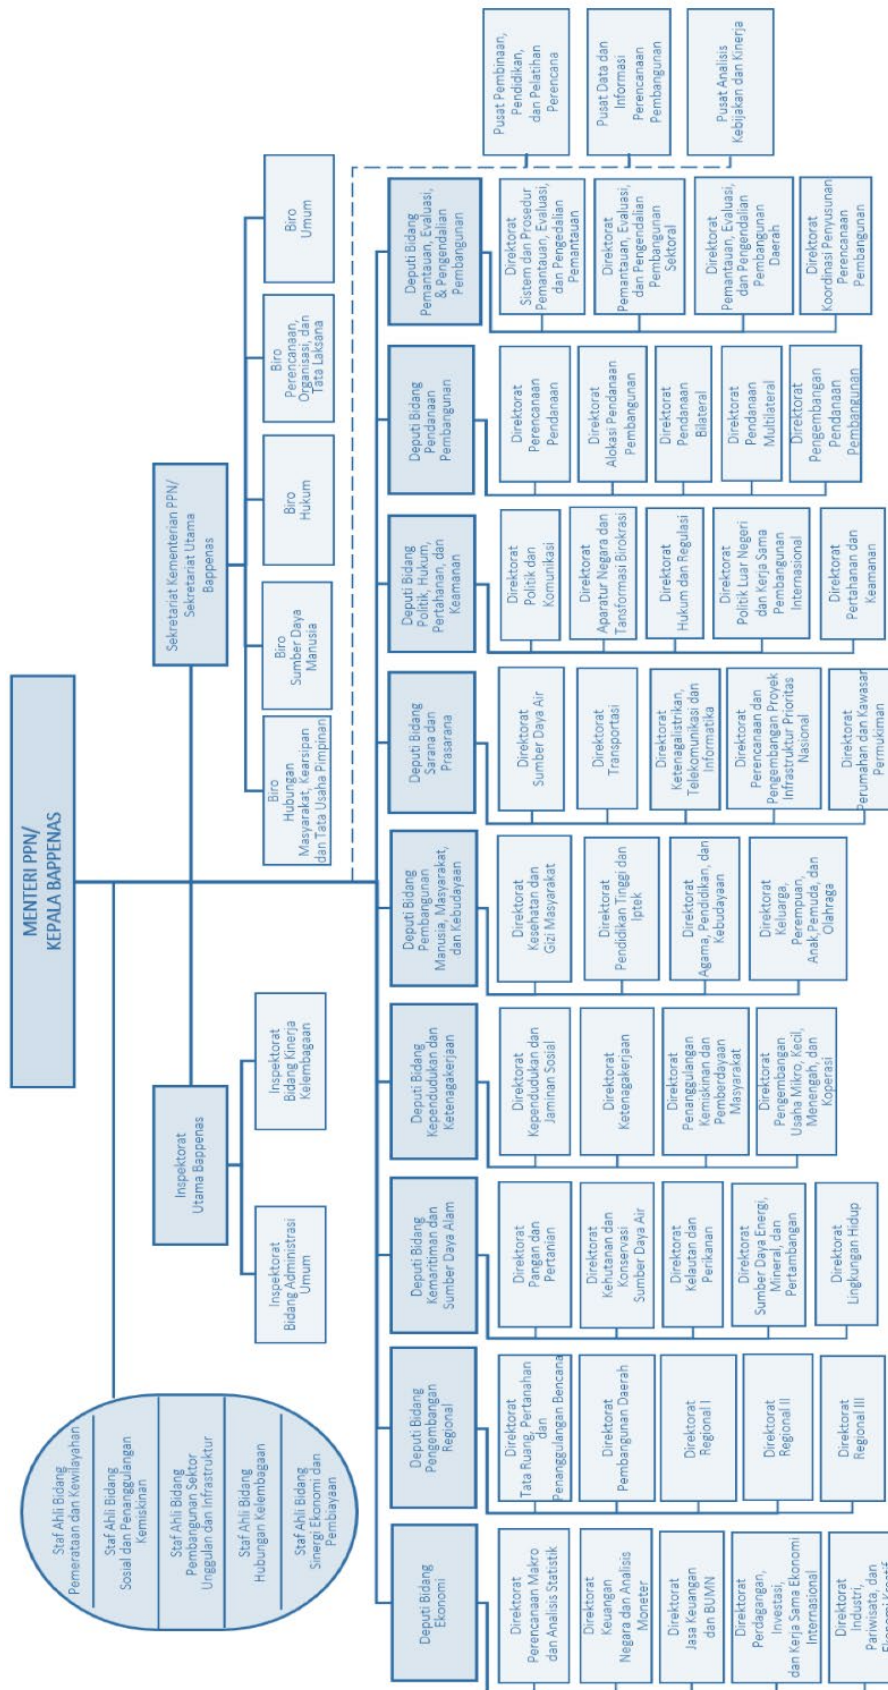 MENTERI PPN/
KEPALA BAPPENAS
Staf Ahli Bidang
Pemerataan dan Kewilayahan
Staf Ahli Bidang
Sosial dan Penanggulangan
Kemiskinan
Staf Ahli Bidang
Pembangunan Sektor
Unggulan dan Infrastruktur
Staf Ahli Bidang
Hubungan Kelembagaan
Staf Ahli Bidang
Sinergi Ekonomi dan
Pembiayaan
Inspektorat
Utama Bappenas
Inspektorat
Bidang Administrasi
Umum
Inspektorat
Bidang Kinerja
Kelembagaan
Sekretariat Kementerian PPN/
Sekretariat Utama
Bappenas
Biro
Hubungan
Masyarakat, Kearsipan
dan Tata Usaha Pimpinan
Biro
Sumber Daya
Manusia
Biro
Hukum
Biro
Perencanaan,
Organisasi, dan
Tata Laksana
Biro
Umum
Deputi Bidang
Ekonomi
Direktorat
Perencanaan Makro
dan Analisis Statistik
Direktorat
Keuangan
Negara dan Analisis
Moneter
Direktorat
Jasa Keuangan
dan BUMN
Direktorat
Perdagangan,
Investasi,
dan Kerja Sama Ekonomi
Internasional
Direktorat
Industri,
Pariwisata, dan
Deputi Bidang
Pengembangan
Regional
Direktorat
Tata Ruang, Pertanahan
dan
Penanggulangan Bencana
Direktorat
Pembangunan Daerah
Direktorat
Regional I
Direktorat
Regional II
Direktorat
Regional III
Deputi Bidang
Kemaritiman dan
Sumber Daya Alam
Direktorat
Pangan dan
Pertanian
Direktorat
Kehutanan dan
Konservasi
Sumber Daya Air
Direktorat
Kelautan dan
Perikanan
Direktorat
Sumber Daya Energi,
Mineral, dan
Pertambangan
Direktorat
Lingkungan Hidup
Deputi Bidang
Kependudukan dan
Ketenagakerjaan
Direktorat
Kependudukan dan
Jaminan Sosial
Direktorat
Ketenagakerjaan
Direktorat
Penanggulangan
Kemiskinan dan
Pemberdayaan
Masyarakat
Direktorat
Pengembangan
Usaha Mikro, Kecil,
Menengah, dan
Koperasi
Deputi Bidang
Pembangunan
Manusia, Masyarakat,
dan Kebudayaan
Direktorat
Kesehatan dan
Gizi Masyarakat
Direktorat
Pendidikan Tinggi dan
Iptek
Direktorat
Agama, Pendidikan, dan
Kebudayaan
Direktorat
Keluarga,
Perempuan,
Anak,Pemuda, dan
Olahraga
Deputi Bidang
Sarana dan
Prasarana
Direktorat
Sumber Daya Air
Direktorat
Transportasi
Direktorat
Ketenagalistrikan,
Telekomunikasi dan
Informatika
Direktorat
Perencanaan dan
Pengembangan Proyek
Infrastruktur Prioritas
Nasional
Direktorat
Perumahan dan Kawasan
Permukiman
Deputi Bidang
Politik, Hukum,
Pertahanan, dan
Keamanan
Direktorat
Politik dan
Komunikasi
Direktorat
Aparatur Negara dan
Tansformasi Birokrasi
Direktorat
Hukum dan Regulasi
Direktorat
Politik Luar Negeri
dan Kerja Sama
Pembangunan
Internasional
Direktorat
Pertahanan dan
Keamanan
Deputi Bidang
Pendanaan
Pembangunan
Direktorat
Perencanaan
Pendanaan
Direktorat
Alokasi Pendanaan
Pembangunan
Direktorat
Pendanaan
Bilateral
Direktorat
Pendanaan
Multilateral
Direktorat
Pengembangan
Pendanaan
Pembangunan
Deputi Bidang
Pemantauan, Evaluasi,
& Pengendalian
Pembangunan
Direktorat
Sistem dan Prosedur
Pemantauan, Evaluasi,
dan Pengedalian
Pemantauan
Direktorat
Pemantauan, Evaluasi,
dan Pengendalian
Pembangunan
Sektoral
Direktorat
Pemantauan, Evaluasi,
dan Pengendalian
Pembangunan
Daerah
Direktorat
Koordinasi Penyusunan
Perencanaan
Pembangunan
Pusat Pembinaan,
Pendidikan,
dan Pelatihan
Perencana
Pusat Data dan
Informasi
Perencanaan
Pembangunan
Pusat Analisis
Kebijakan dan Kinerja